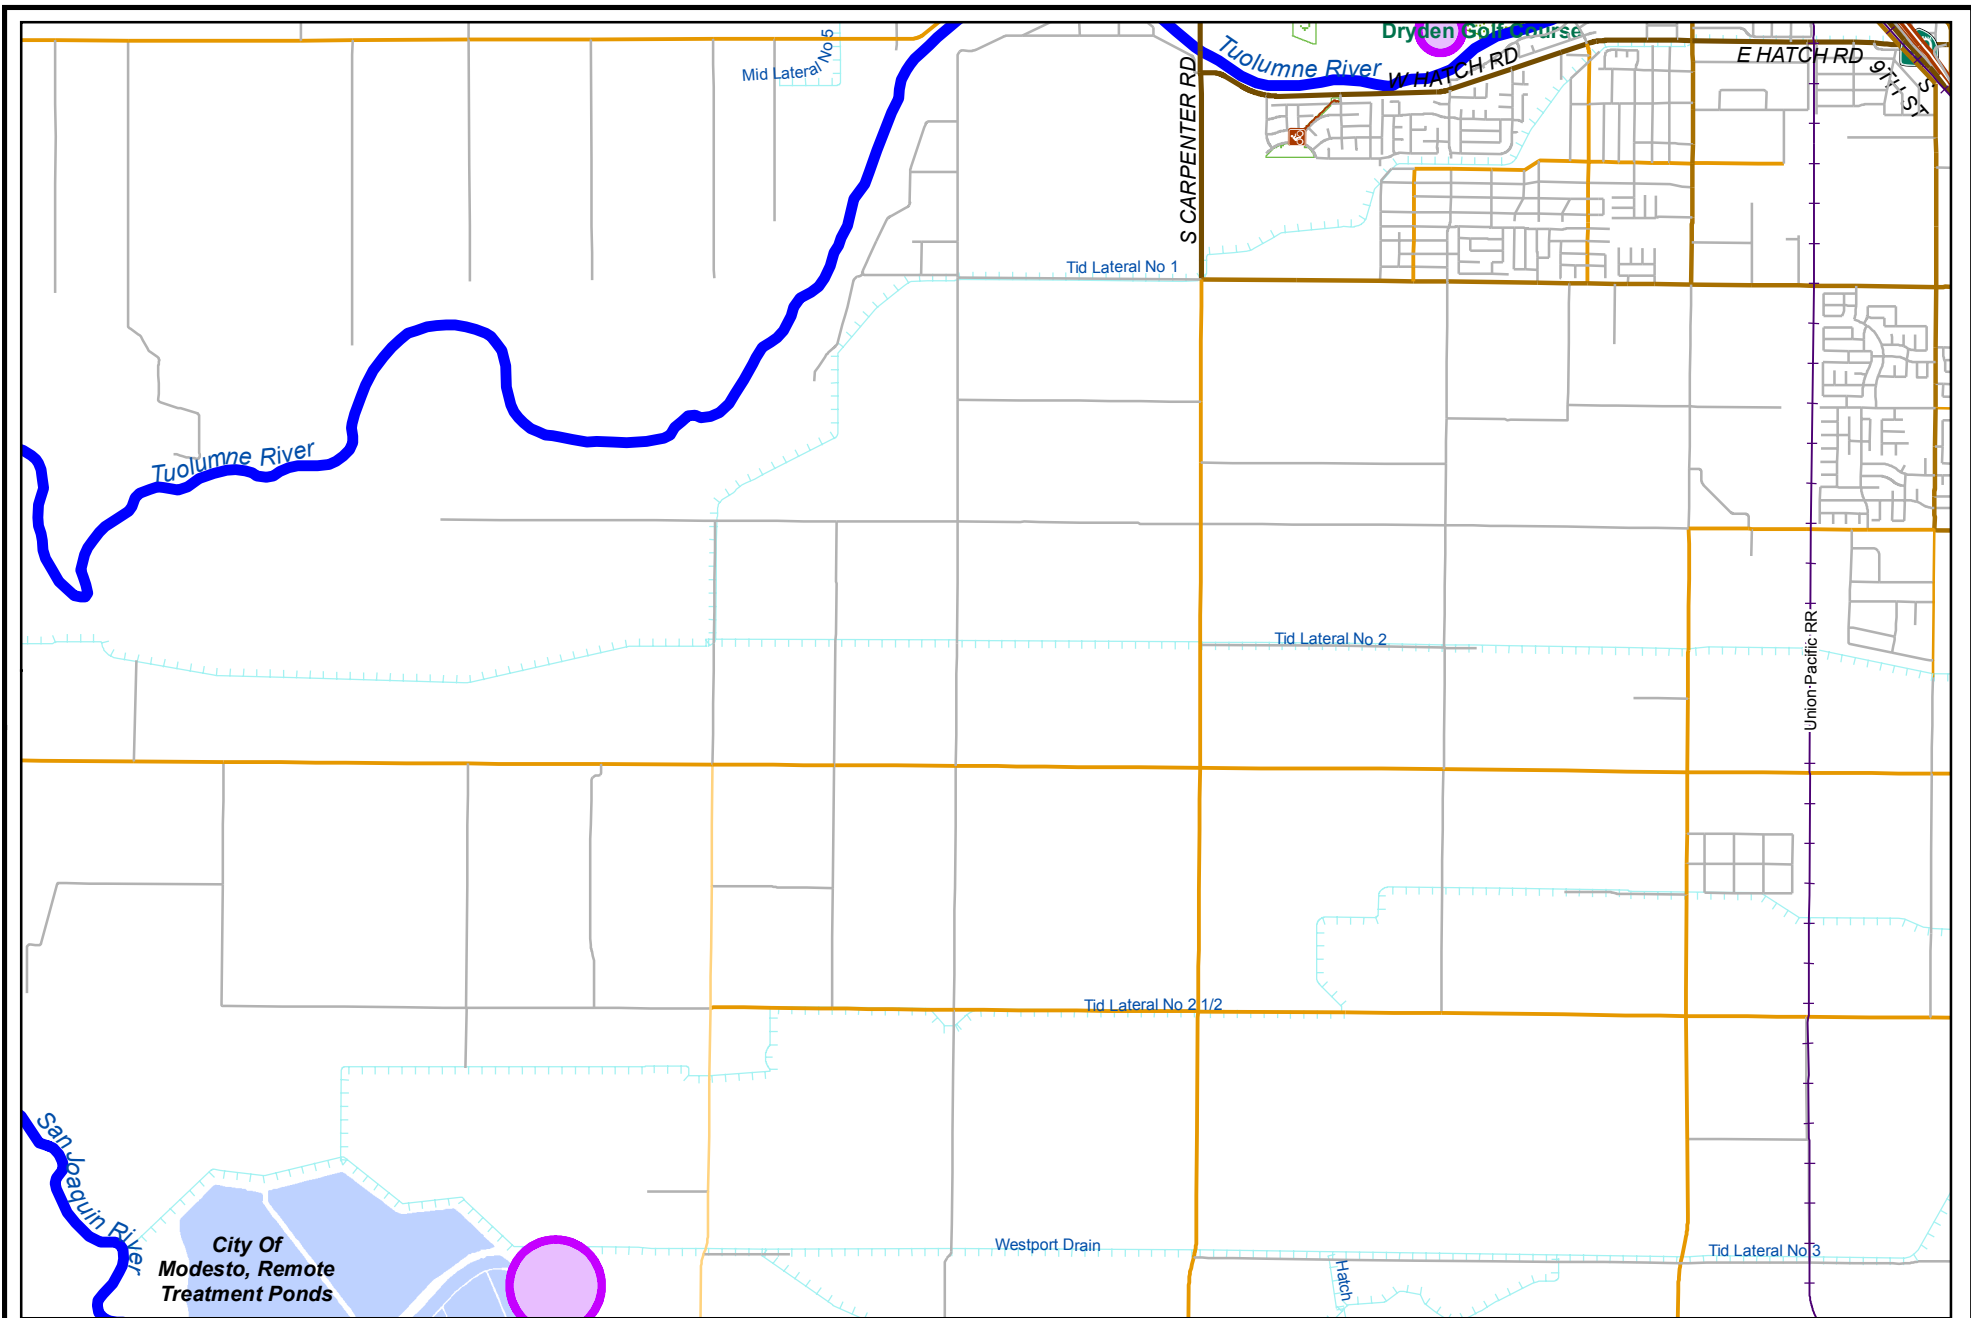 Dryden Golf Course
Mid Lateral No 5
Tuolumne River
W HATCH RD
E HATCH RD
S
9TH ST
S CARPENTER RD
Tid Lateral No 1
Tuolumne River
Tid Lateral No 2
Union Pacific RR
Tid Lateral No 2 1/2
San Joaquin River
City Of
Modesto, Remote
Treatment Ponds
Westport Drain
Tid Lateral No 3
Hatch